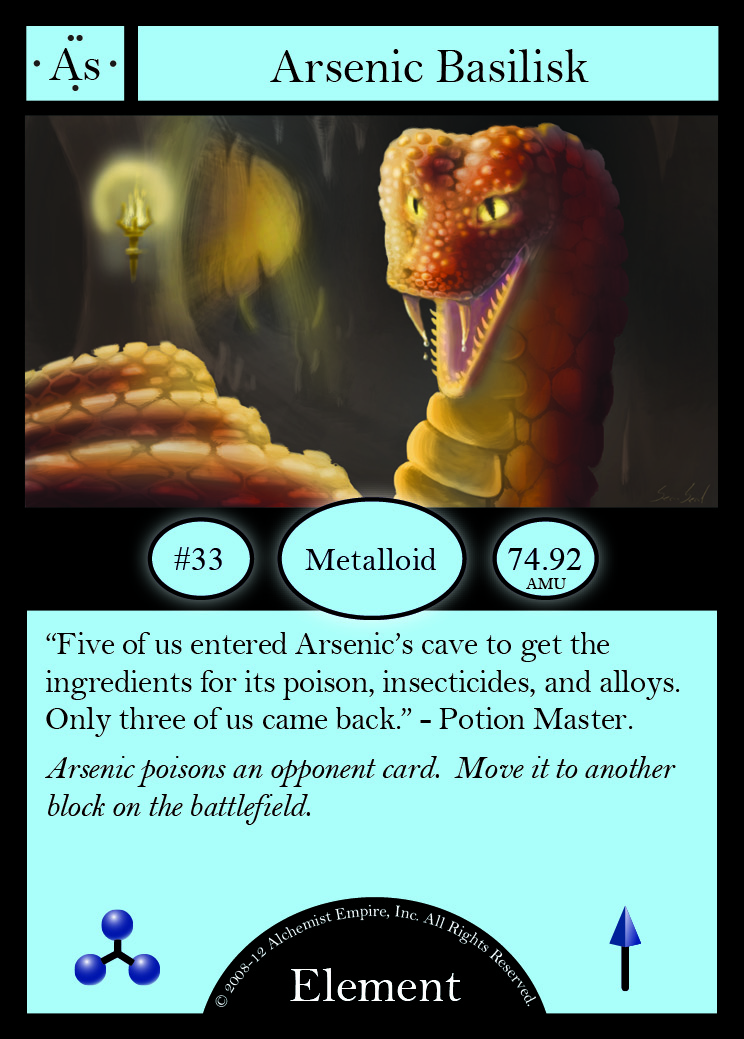 As
Arsenic Basilisk
#33
Metalloid
74.92
AMU
“Five of us entered Arsenic’s cave to get the
ingredients for its poison, insecticides, and alloys.
Only three of us came back.” - Potion Master.
Arsenic poisons an opponent card.  Move it to another
block on the battlefield.
© 2008-12 Alchemist Empire, Inc. All Rights Reserved.
Element